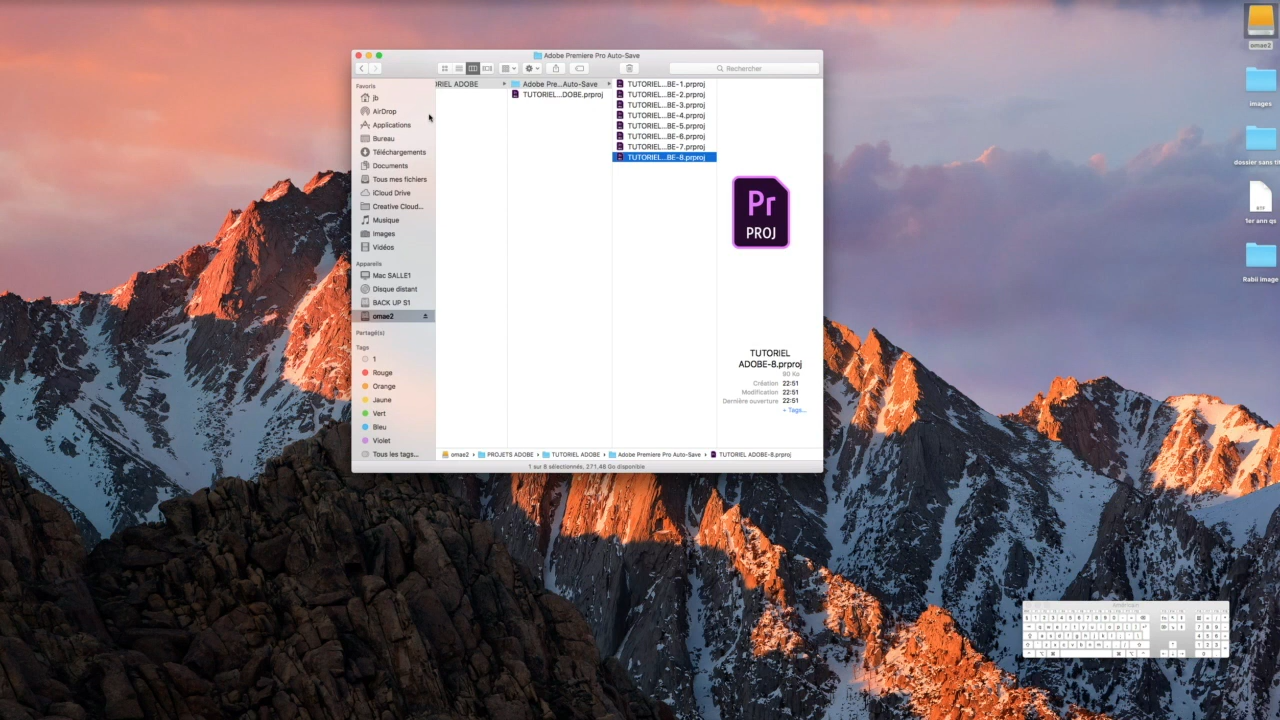 Adobe Premiere Pro Auto-Save
Rechercher
Favoris
jb
AirDrop
Applications
Bureau
Téléchargements
Documents
Tous mes fichiers
iCloud Drive
Creative Cloud...
Musique
Images
Vidéos
Appareils
Mac SALLE1
Disque distant
BACK UP S1
omae2
Partagé(s)
Tags
1
Rouge
Orange
Jaune
Vert
Bleu
Violet
Tous les tags...
RIEL ADOBE
Adobe Pre...Auto-Save
TUTORIEL...DOBE.prproj
TUTORIEL...BE-1.prproj
TUTORIEL...BE-2.prproj
TUTORIEL...BE-3.prproj
TUTORIEL...BE-4.prproj
TUTORIEL...BE-5.prproj
TUTORIEL...BE-6.prproj
TUTORIEL...BE-7.prproj
TUTORIEL...BE-8.prproj
Pr
PROJ
TUTORIEL
ADOBE-8.prproj
90 Ko
Création 22:51
Modification 22:51
Dernière ouverture 22:51
+ Tags...
omae2 PROJETS ADOBE TUTORIEL ADOBE Adobe Premiere Pro Auto-Save TUTORIEL ADOBE-8.prproj
1 sur 8 sélectionnés, 271,48 Go disponible
omae2
images
dossier sans tit
RTF
1er ann qs
Rabii image
Américain